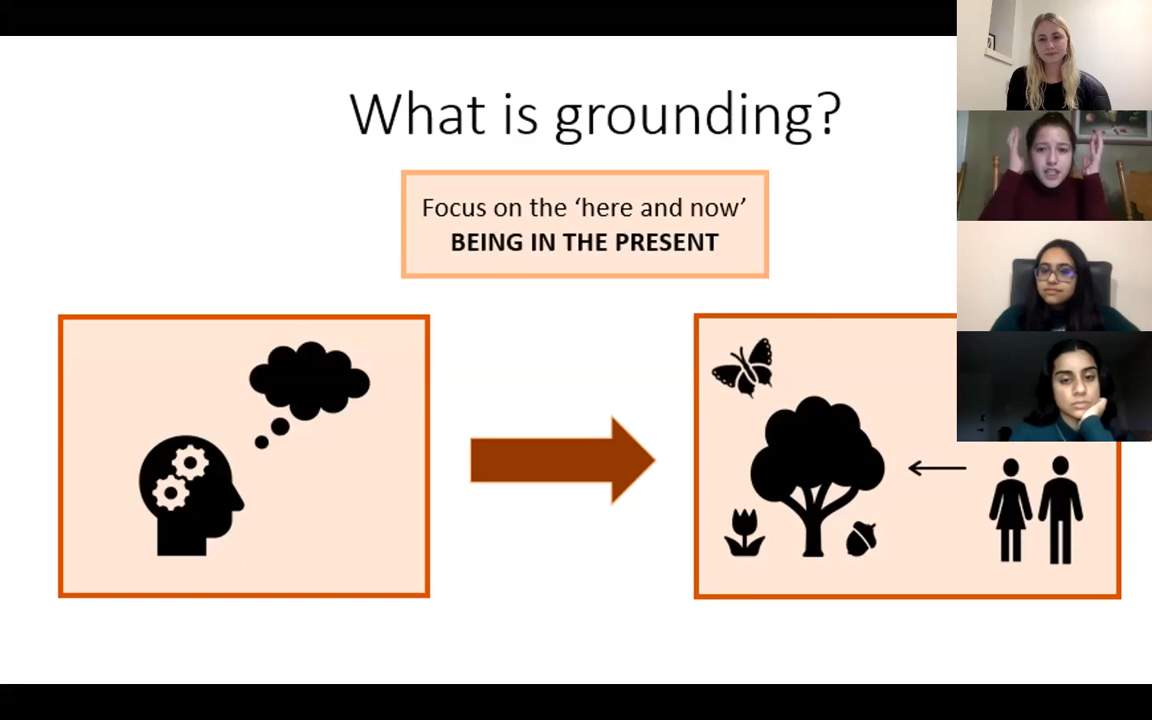 What is grounding?
Focus on the ‘here and now’
BEING IN THE PRESENT